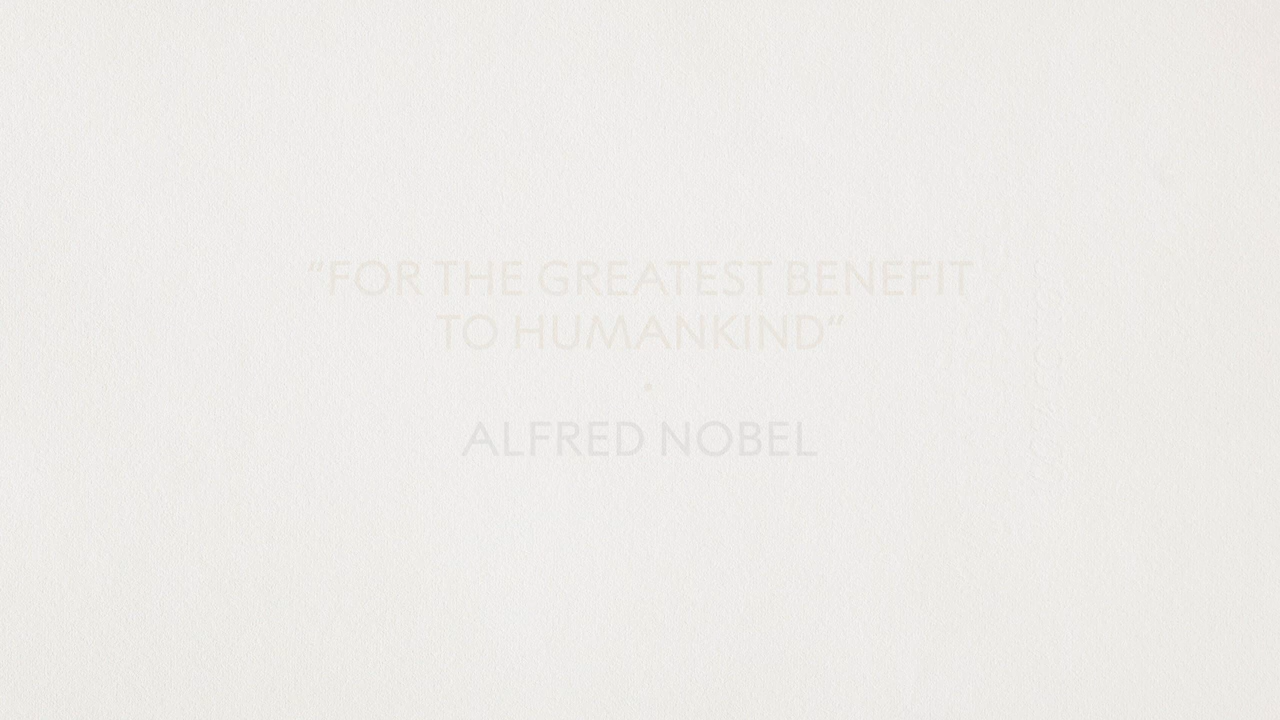 “FOR THE GREATEST BENEFIT
TO HUMANKIND“
•
ALFRED NOBEL